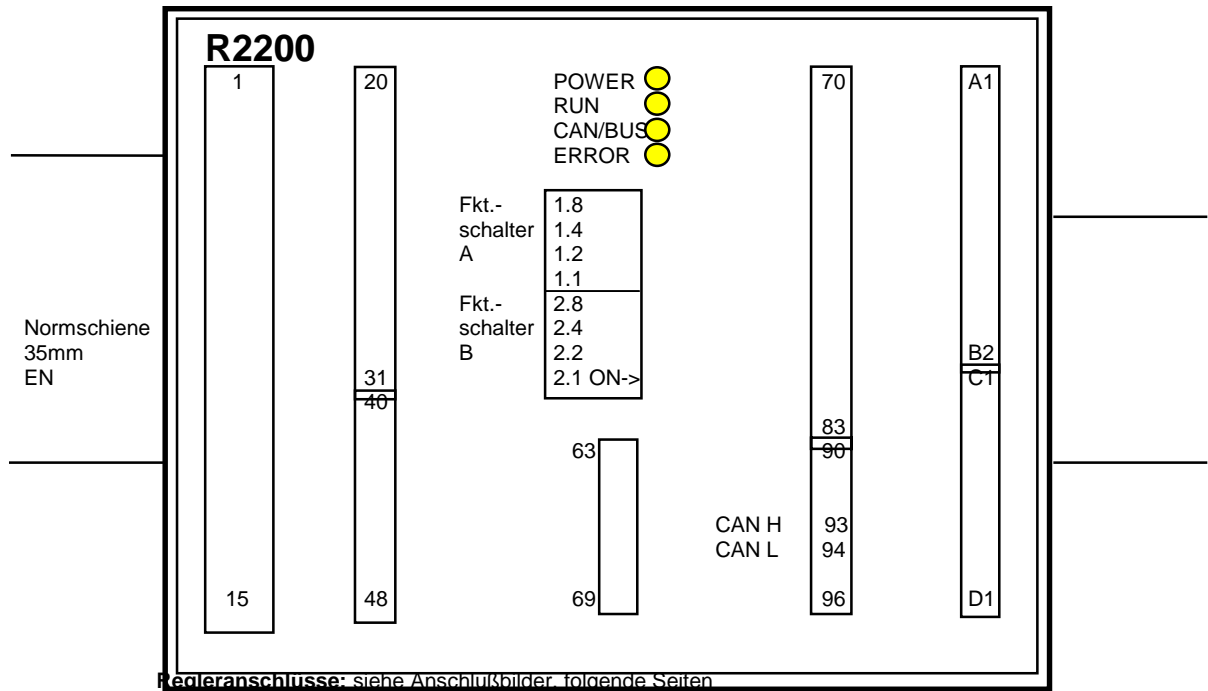 R2200
1
20
POWER
70
A1
RUN
CAN/BUS
ERROR
Fkt.-
schalter
A
1.8
1.4
1.2
1.1
Fkt.-
schalter
B
2.8
2.4
2.2
2.1 ON->
Normschiene
35mm
EN
31
40
B2
C1
83
90
63
CAN H 93
CAN L 94
15
48
69
96
D1
Regleranschlüsse: siehe Anschlußbilder, folgende Seiten